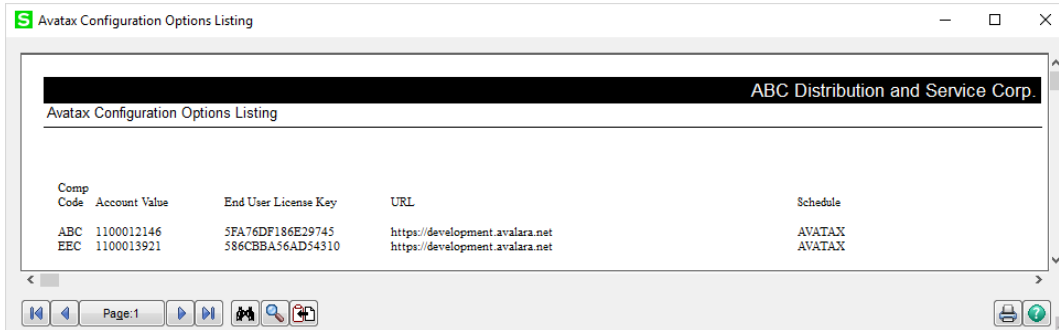 S Avatax Configuration Options Listing
ABC Distribution and Service Corp.
Avatax Configuration Options Listing
Comp
Code Account Value End User License Key URL Schedule
ABC 1100012146 5FA76DF186E29745 https://development.avalara.net AVATAX
EEC 1100013921 586CBBA56AD54310 https://development.avalara.net AVATAX
Page:1